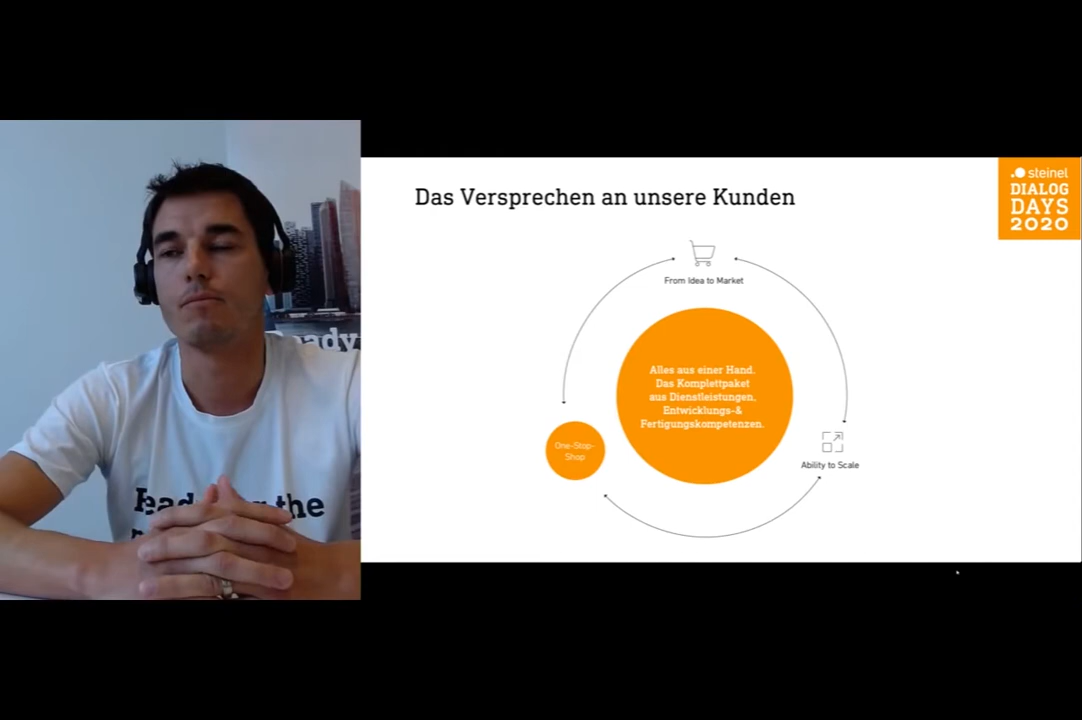 steinel
DIALOG
DAYS
2020
Das Versprechen an unsere Kunden
From Idea to Market
Alles aus einer Hand.
Das Komplettpaket
aus Dienstleistungen,
Entwicklungs-&
Fertigungskompetenzen.
One-Stop-
Shop
Ability to Scale
the